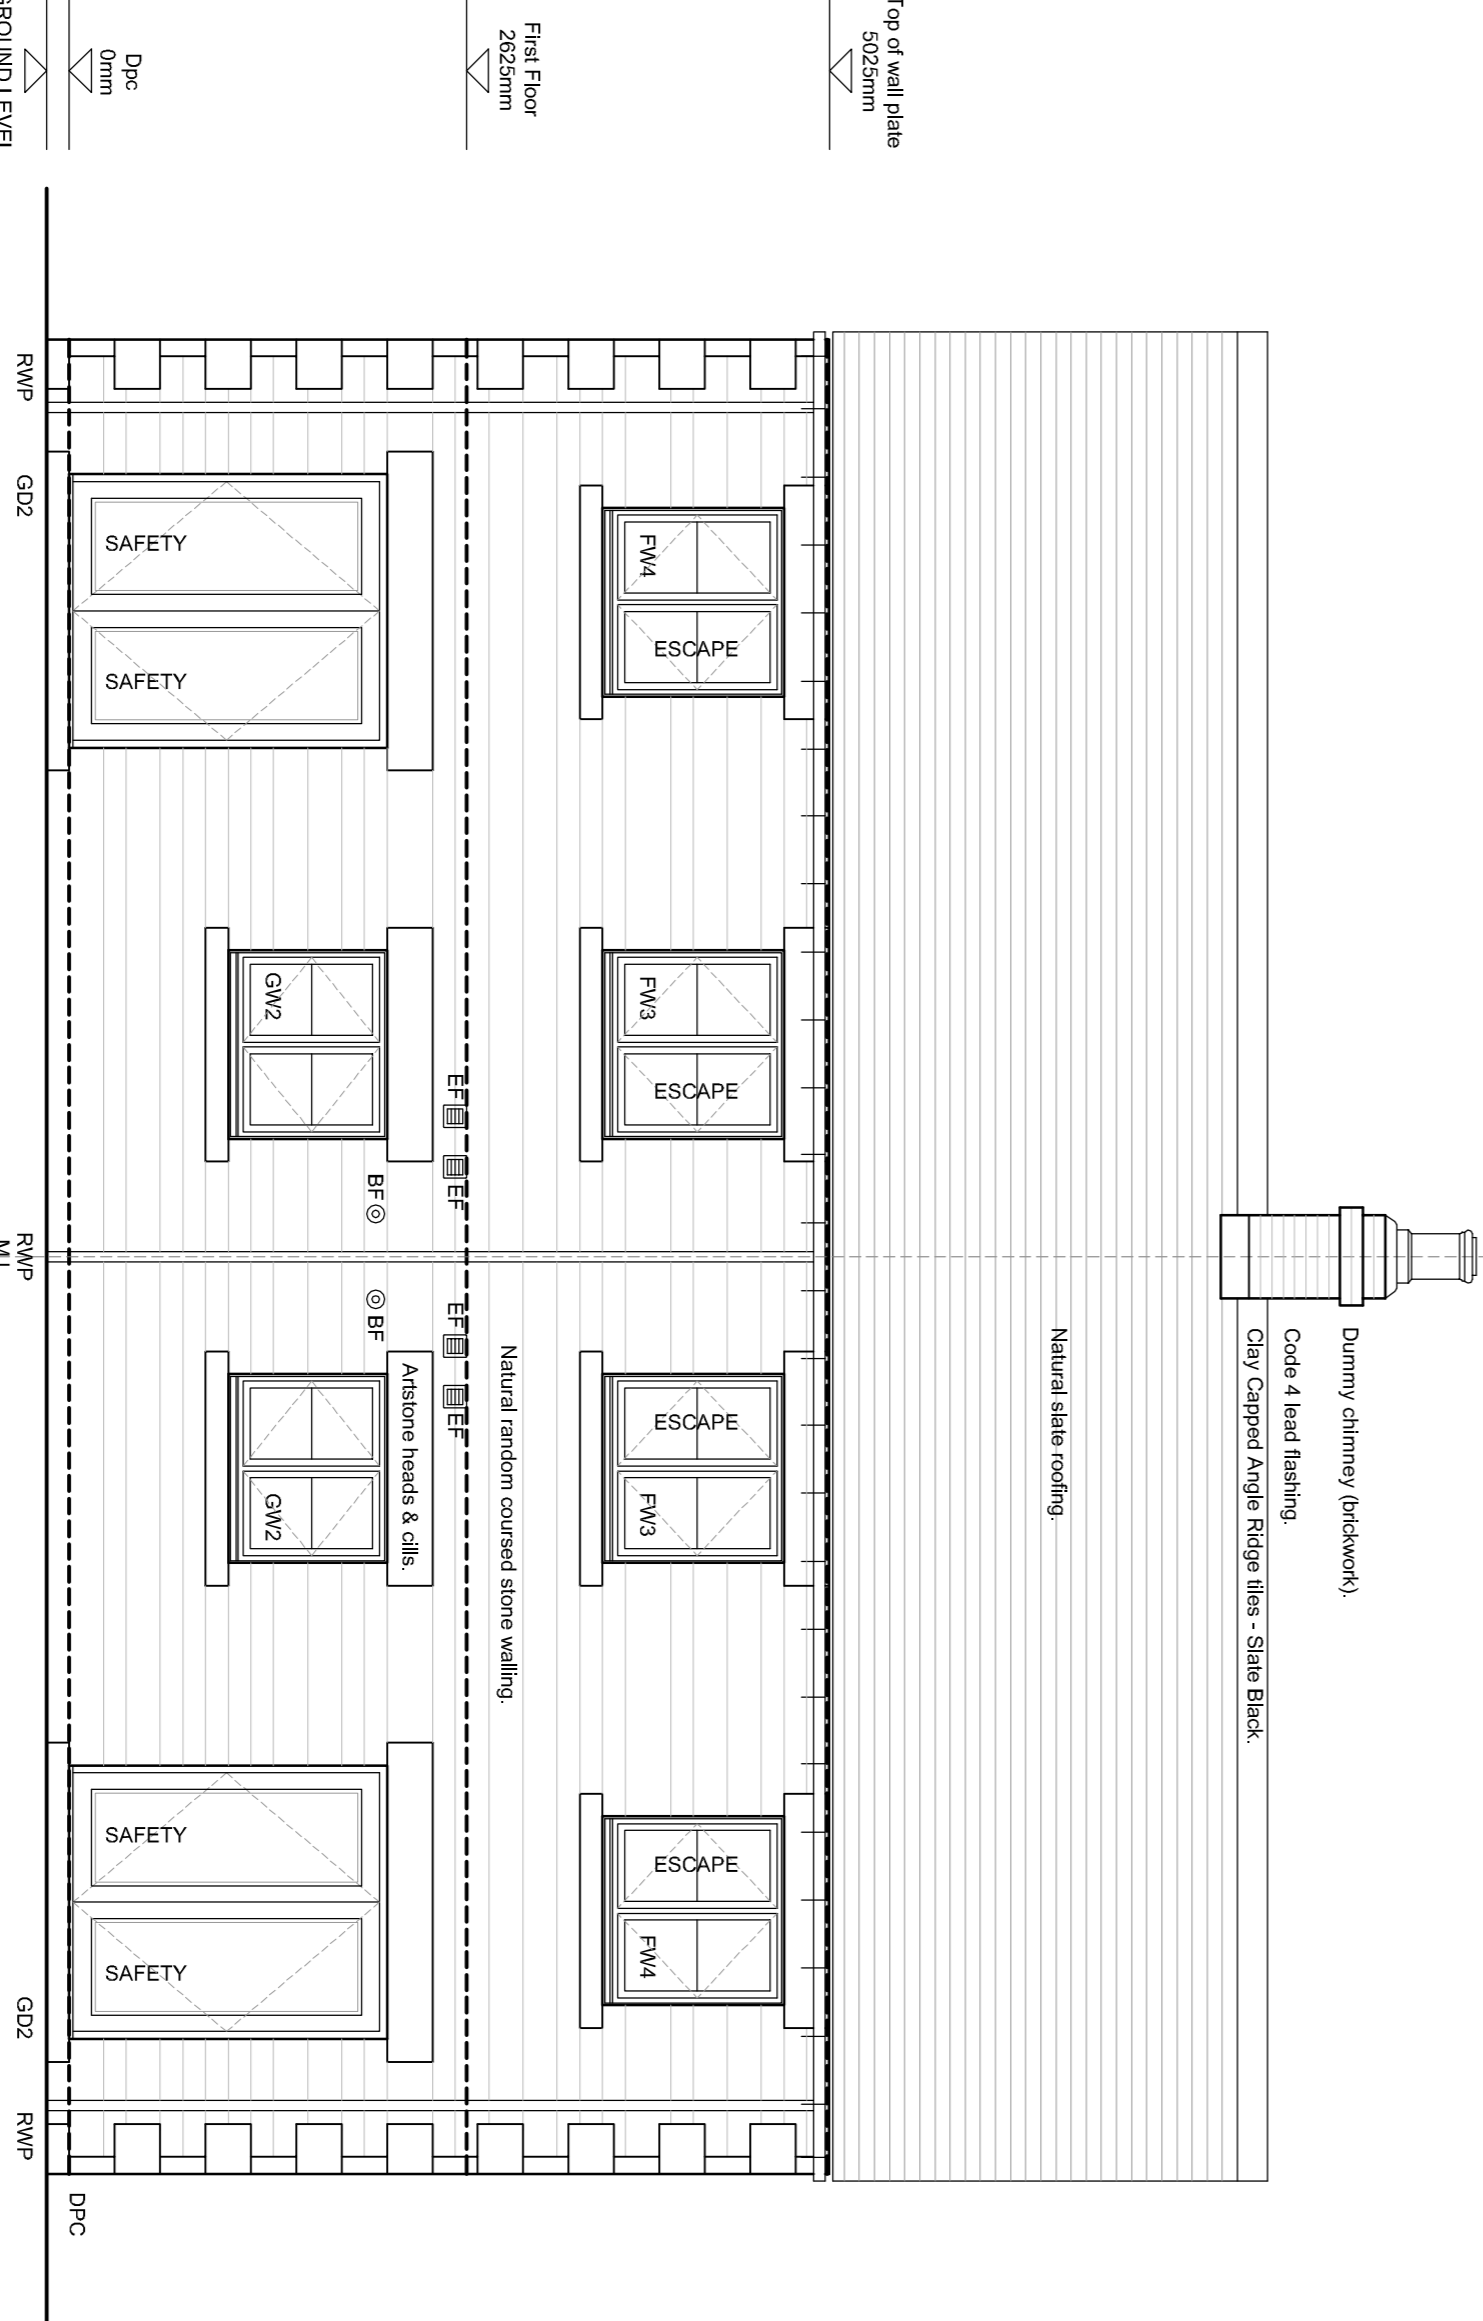 Dummy chimney (brickwork).
Code 4 lead flashing.
Clay Capped Angle Ridge tiles - Slate Black.
Natural slate roofing.
Top of wall plate
5025mm
FW4
ESCAPE
FW3
ESCAPE
ESCAPE
FW3
ESCAPE
FW4
First Floor
2625mm
Natural random coursed stone walling.
EF
EF
EF
EF
Artstone heads & cills.
BF
BF
GW2
GW2
SAFETY
SAFETY
SAFETY
SAFETY
Dpc
0mm
DPC
RWP
GD2
RWP
GD2
RWP
GROUND LEVEL